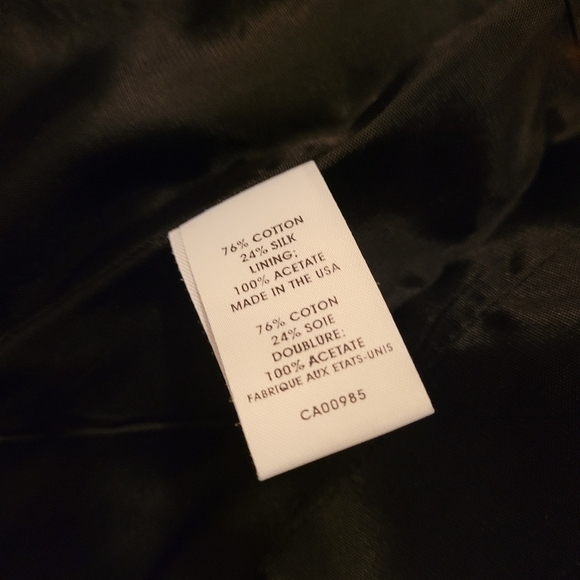 76% COTTON
24% SILK
LINING:
100% ACETATE
MADE IN THE USA
76% COTON
24% SOIE
DOUBLURE:
100% ACETATE
FABRIQUE AUX ETATS-UNIS
CA00985